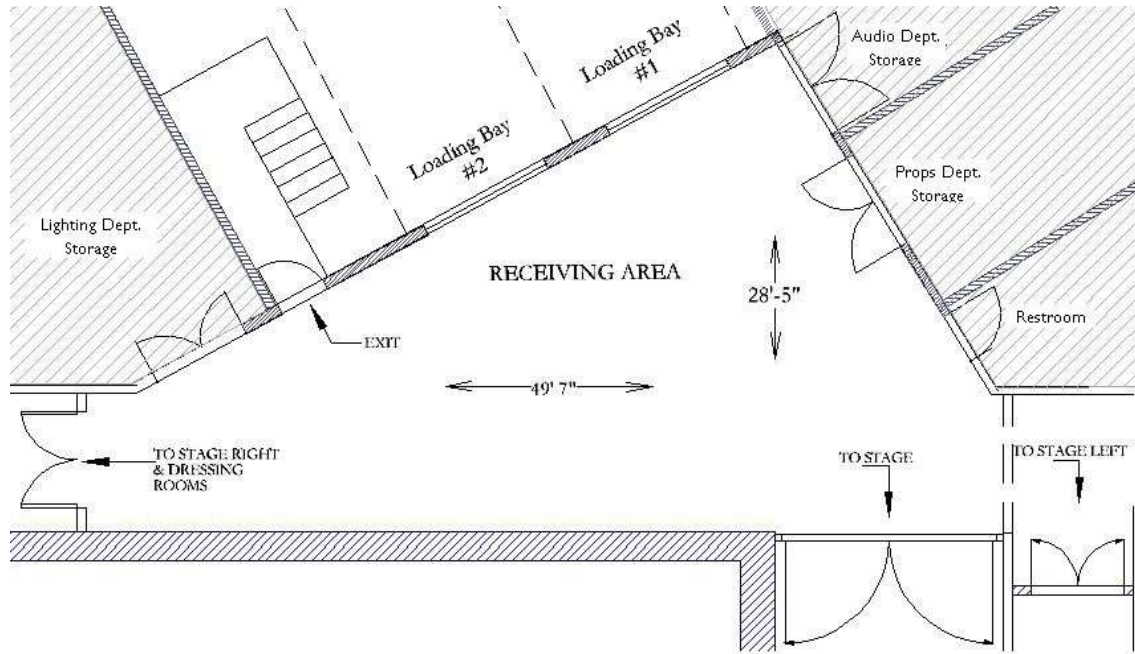 Audio Dept.
Storage
Loading Bay
#1
Loading Bay
#2
Props Dept.
Storage
Lighting Dept.
Storage
RECEIVING AREA
28'-5"
Restroom
EXIT
49' 7"
TO STAGE RIGHT
& DRESSING
ROOMS
TO STAGE
TO STAGE LEFT